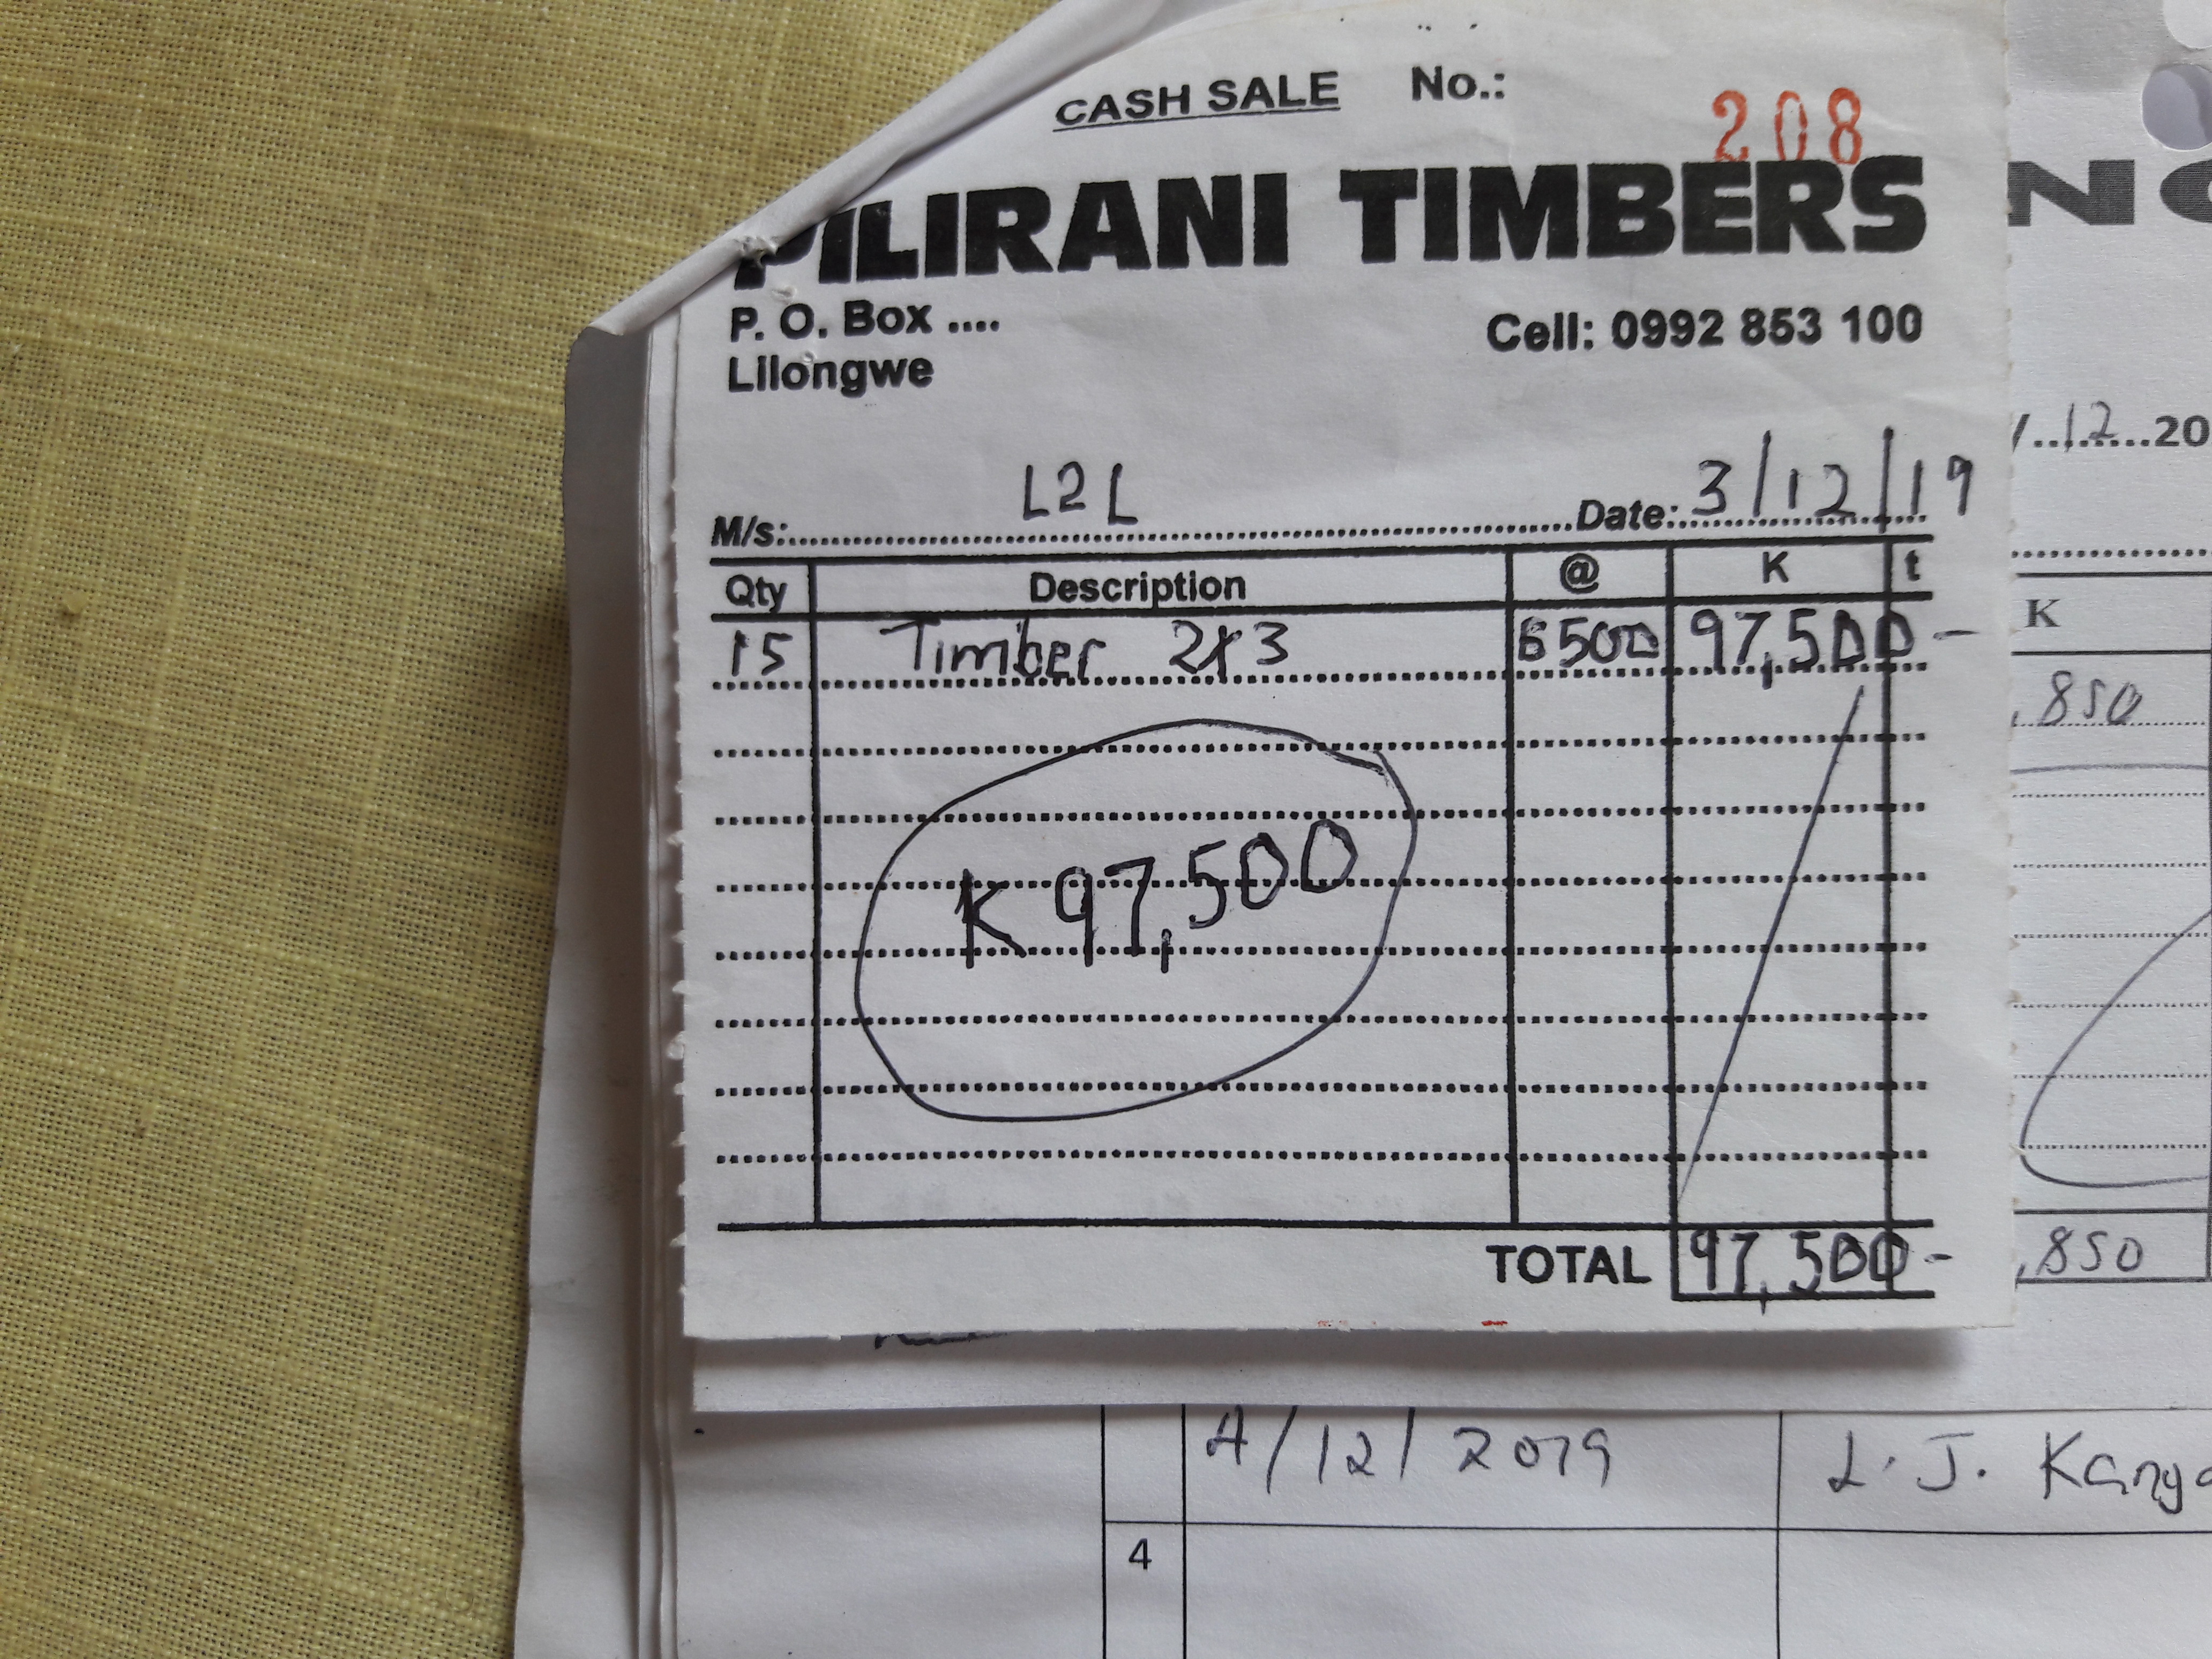 CASH SALE No.: 208
PILIRANI TIMBERS
P. O. Box .... Cell: 0992 853 100
Lilongwe
M/s: L2L Date: 3/12/19
Qty Description @ K t
15 Timber 2x3 6500 97,500 -
K 97,500
TOTAL 97,500 -
/ 12 20
K
,850
,850
4/12/2019 L. J.
4